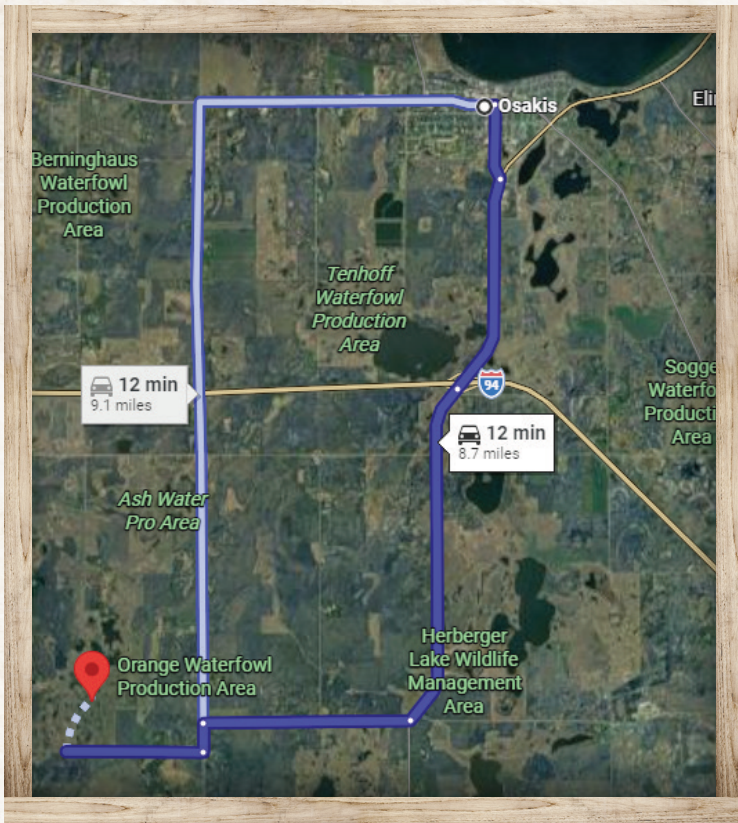 Osakis
Eli
Berninghaus
Waterfowl
Production
Area
Tenhoff
Waterfowl
Production
Area
12 min
9.1 miles
94
Sogge
Waterfo
Producti
Area
12 min
8.7 miles
Ash Water
Pro Area
Herberger
Lake Wildlife
Management
Area
Orange Waterfowl
Production Area